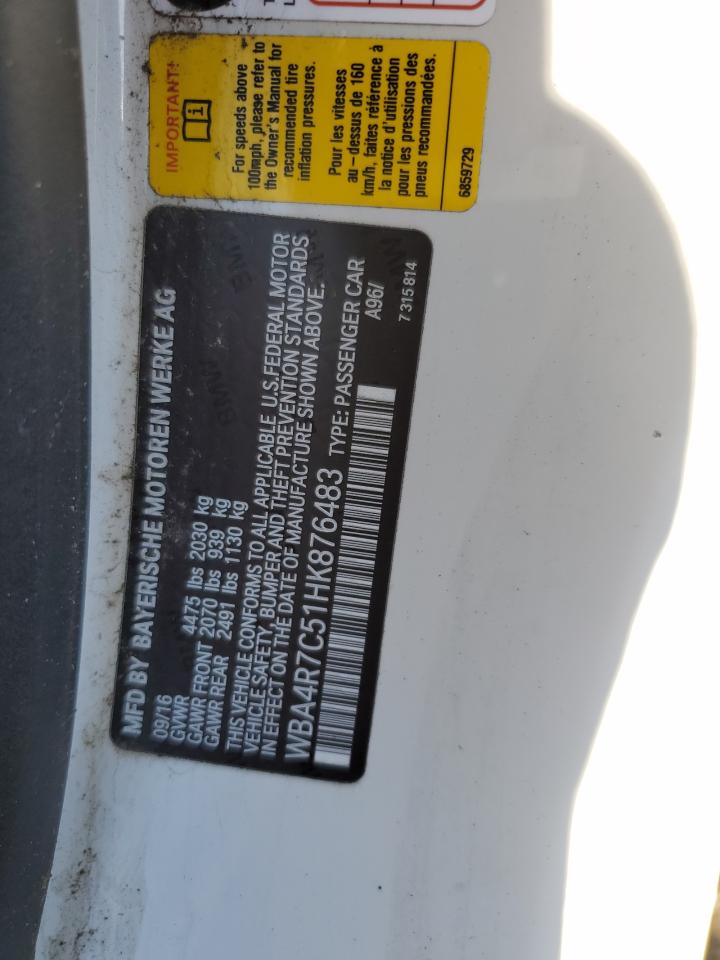 MFD BY BAYERISCHE MOTOREN WERKE AG
09/16
GVWR 4475 lbs 2030 kg
GAWR FRONT 2070 lbs 939 kg
GAWR REAR 2491 lbs 1130 kg
THIS VEHICLE CONFORMS TO ALL APPLICABLE U.S. FEDERAL MOTOR
VEHICLE SAFETY, BUMPER AND THEFT PREVENTION STANDARDS
IN EFFECT ON THE DATE OF MANUFACTURE SHOWN ABOVE.
WBA4R7C51HK876483 TYPE: PASSENGER CAR
A96/
7 315 814
IMPORTANT!
For speeds above
100mph, please refer to
the Owner's Manual for
recommended tire
inflation pressures.
Pour les vitesses
au – dessus de 160
km/h, faites référence à
la notice d'utilisation
pour les pressions des
pneus recommandées.
6859729